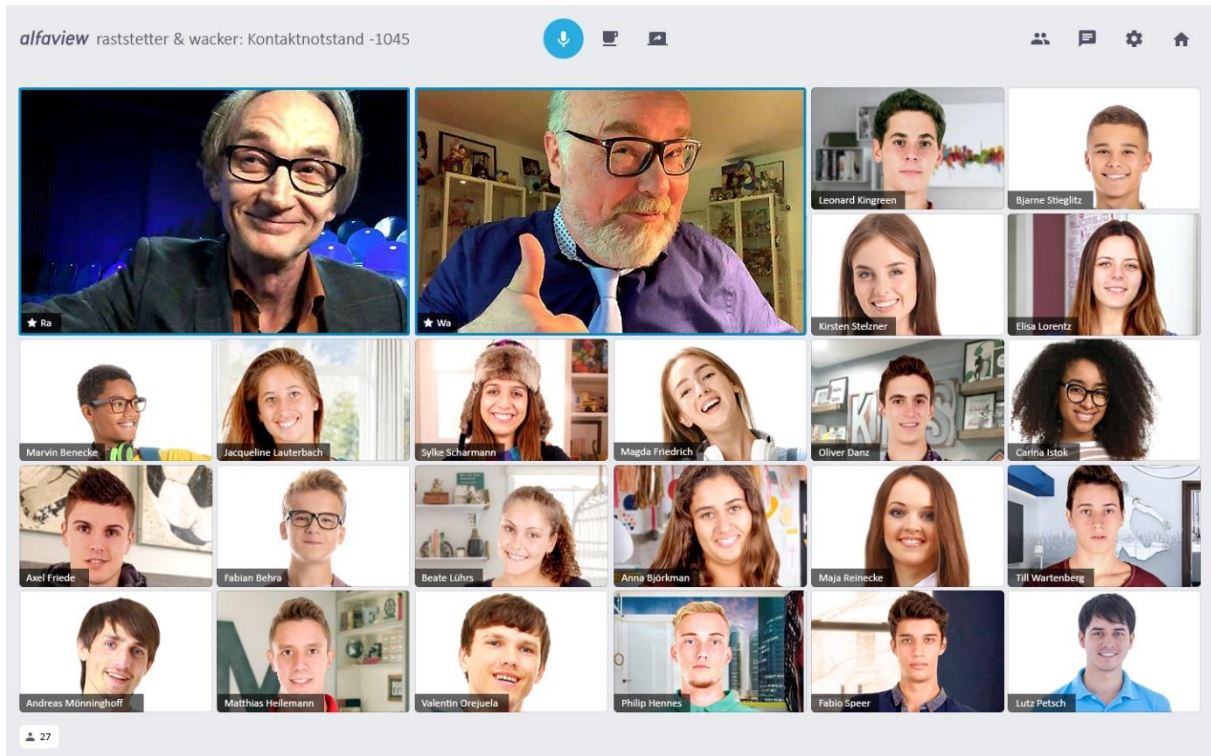 alfaview raststetter & wacker: Kontaktnotstand -1045
Ra
Wa
Leonard Kingreen
Bjarne Stieglitz
Kirsten Stelzner
Elisa Lorentz
Marvin Benecke
Jacqueline Lauterbach
Sylke Scharmann
Magda Friedrich
Oliver Danz
Carina Istok
Axel Friede
Fabian Behra
Beate Lührs
Anna Björkman
Maja Reinecke
Till Wartenberg
Andreas Mönninghoff
Matthias Heilemann
Valentin Orejuela
Philip Hennes
Fabio Speer
Lutz Petsch
27